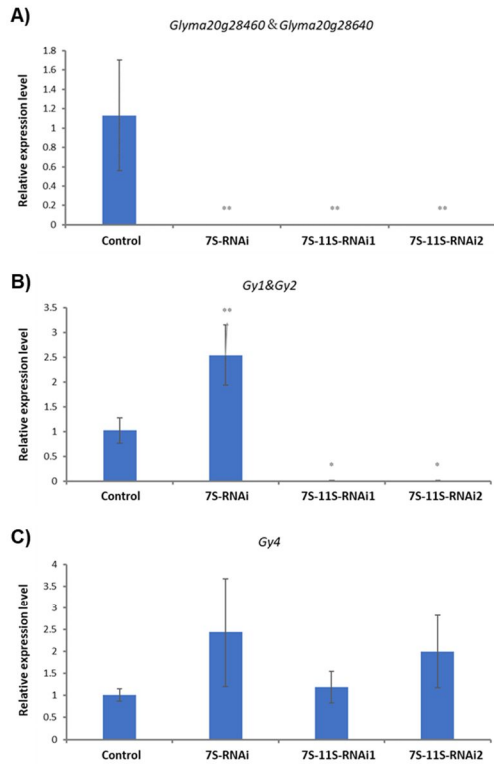 A)
Glyma20g28460 & Glyma20g28640
Relative expression level
1.8
1.6
1.4
1.2
1
0.8
0.6
0.4
0.2
0
** ** **
Control 7S-RNAi 7S-11S-RNAi1 7S-11S-RNAi2
B)
Gy1&Gy2
Relative expression level
3.5
3
2.5
2
1.5
1
0.5
0
** * *
Control 7S-RNAi 7S-11S-RNAi1 7S-11S-RNAi2
C)
Gy4
Relative expression level
4
3.5
3
2.5
2
1.5
1
0.5
0
Control 7S-RNAi 7S-11S-RNAi1 7S-11S-RNAi2